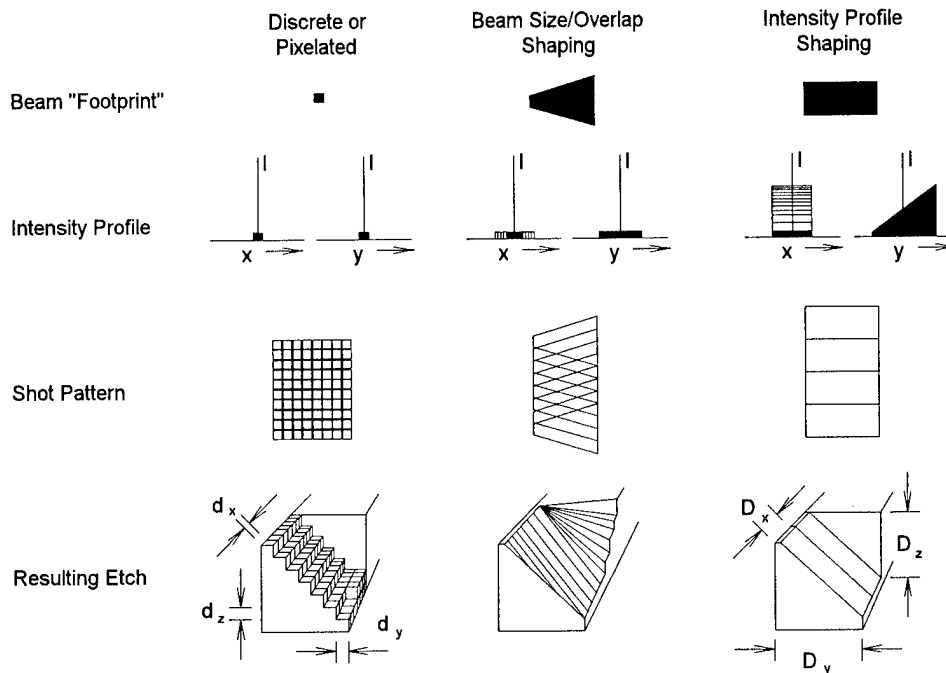 Discrete or
Pixelated
Beam Size/Overlap
Shaping
Intensity Profile
Shaping
Beam "Footprint"
Intensity Profile
I
I
I
I
I
I
x
y
x
y
x
y
Shot Pattern
Resulting Etch
d x
d z
d y
D x
D z
D y